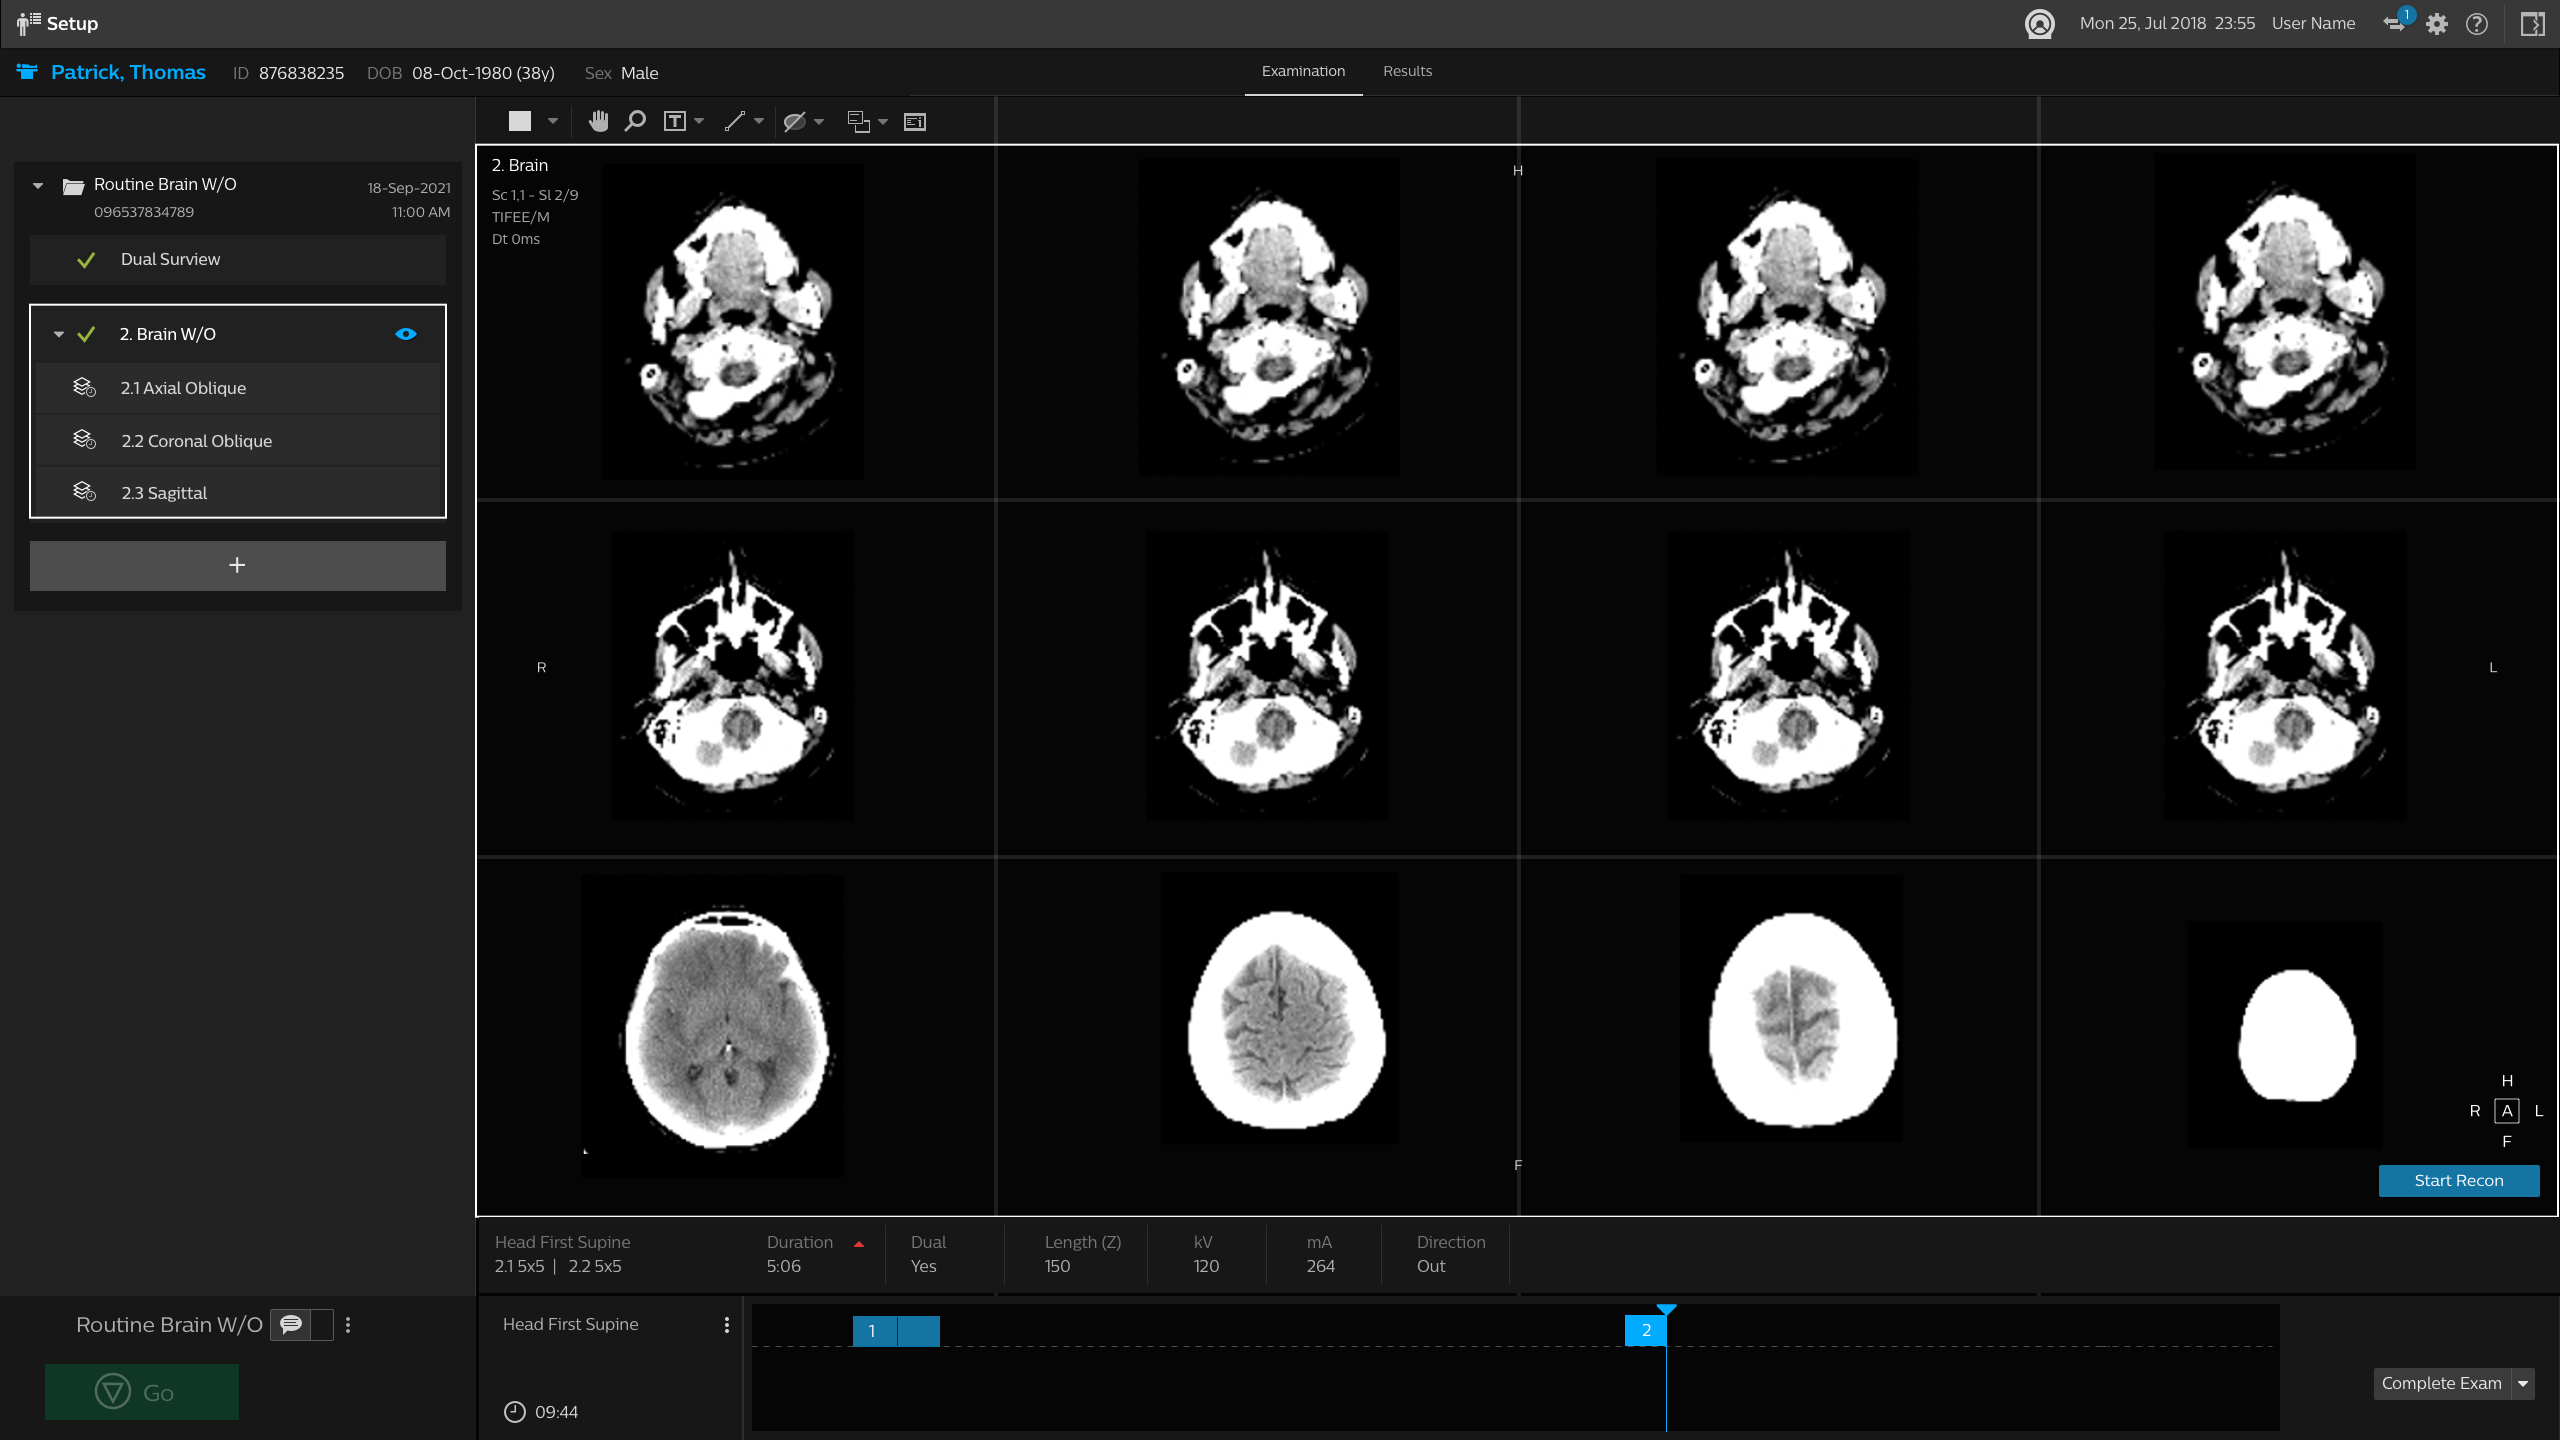 Setup
Mon 25, Jul 2018 23:55 User Name 1
Patrick, Thomas ID 876838235 DOB 08-Oct-1980 (38y) Sex Male
Examination Results
T
Routine Brain W/O 18-Sep-2021
096537834789 11:00 AM
Dual Surview
2. Brain W/O
2.1 Axial Oblique
2.2 Coronal Oblique
2.3 Sagittal
+
2. Brain
Sc 1,1 - Sl 2/9
TIFEE/M
Dt 0ms
H
R
L
F
H
R A L
F
Start Recon
Head First Supine
2.1 5x5 | 2.2 5x5
Duration
5:06
Dual
Yes
Length (Z)
150
kV
120
mA
264
Direction
Out
Routine Brain W/O
Go
Head First Supine
09:44
1
2
Complete Exam